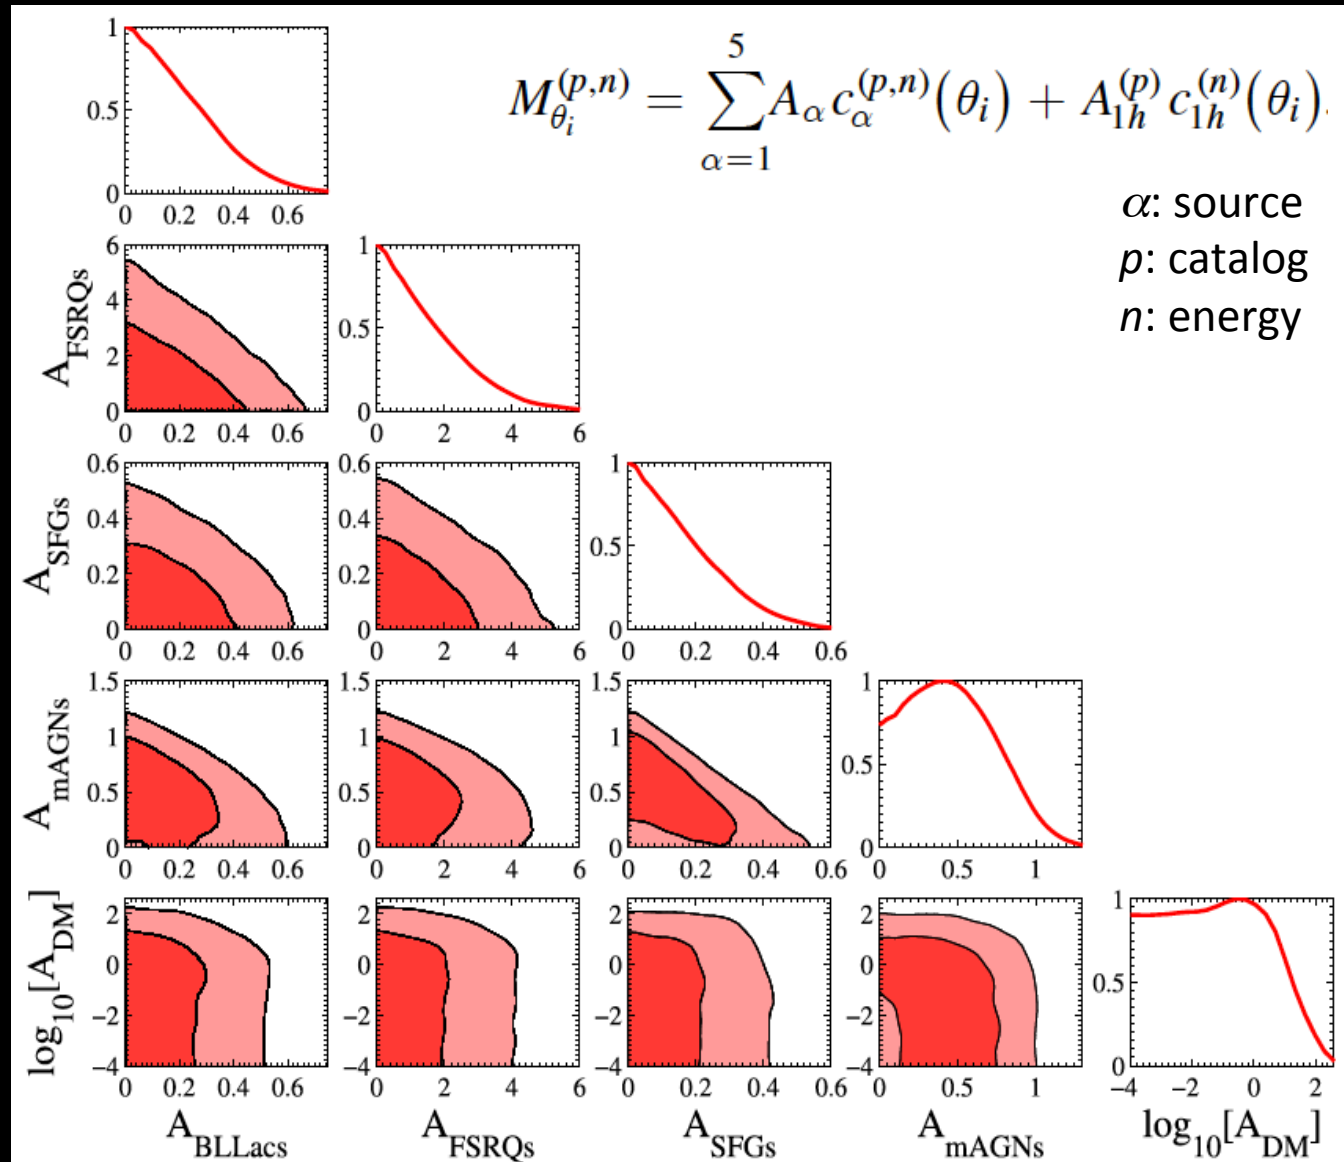 M_{θ_i}^{(p,n)} = \sum_{α=1}^{5} A_α c_α^{(p,n)}(θ_i) + A_{1h}^{(p)} c_{1h}^{(n)}(θ_i).
α: source
p: catalog
n: energy
1
0.5
0
0 0.2 0.4 0.6
A_FSRQs
6
4
2
0
0 0.2 0.4 0.6
1
0.5
0
0 2 4 6
A_SFGs
0.6
0.4
0.2
0
0 0.2 0.4 0.6
0 2 4 6
1
0.5
0
0 0.2 0.4 0.6
A_mAGNs
1.5
1
0.5
0
0 0.2 0.4 0.6
1.5
1
0.5
0
0 2 4 6
1.5
1
0.5
0
0 0.2 0.4 0.6
1
0.5
0
0 0.5 1
log_10[A_DM]
2
0
−2
−4
0 0.2 0.4 0.6
2
0
−2
−4
0 2 4 6
2
0
−2
−4
0 0.2 0.4 0.6
2
0
−2
−4
0 0.5 1
1
0.5
0
−4 −2 0 2
A_BLLacs A_FSRQs A_SFGs A_mAGNs log_10[A_DM]